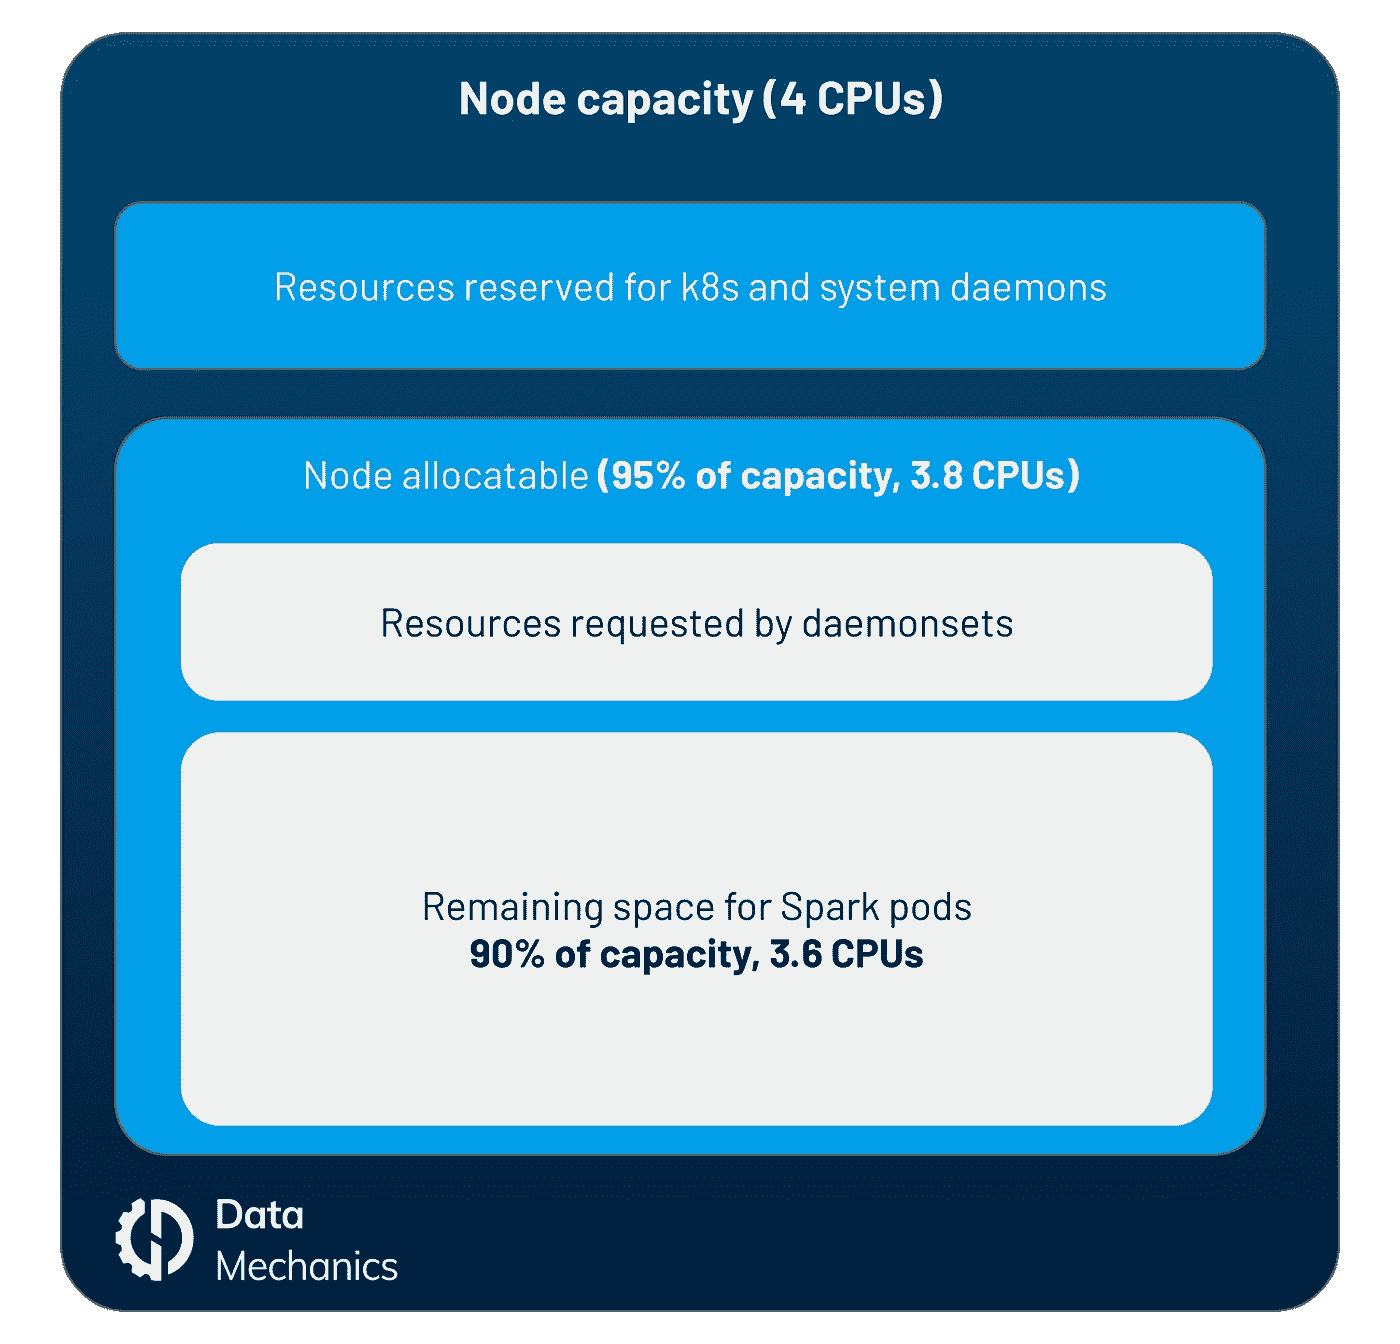 Node capacity (4 CPUs)
Resources reserved for k8s and system daemons
Node allocatable (95% of capacity, 3.8 CPUs)
Resources requested by daemonsets
Remaining space for Spark pods
90% of capacity, 3.6 CPUs
Data
Mechanics